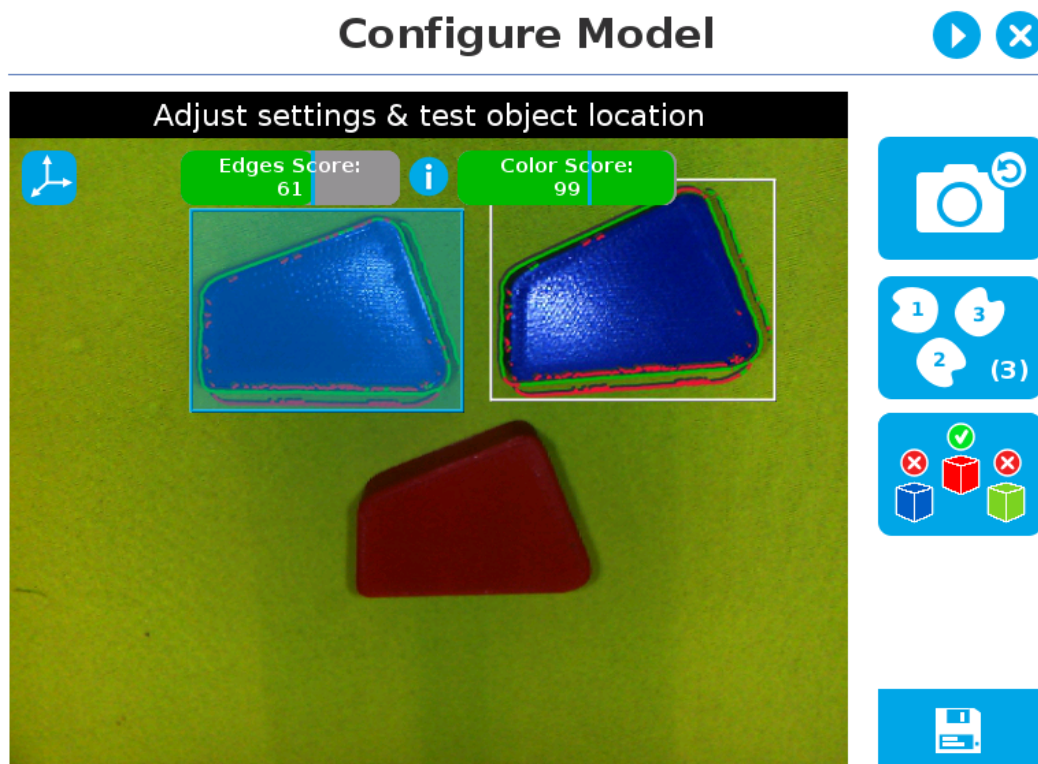 Configure Model
Adjust settings & test object location
Edges Score:
61
i
Color Score:
99
1
3
2
(3)